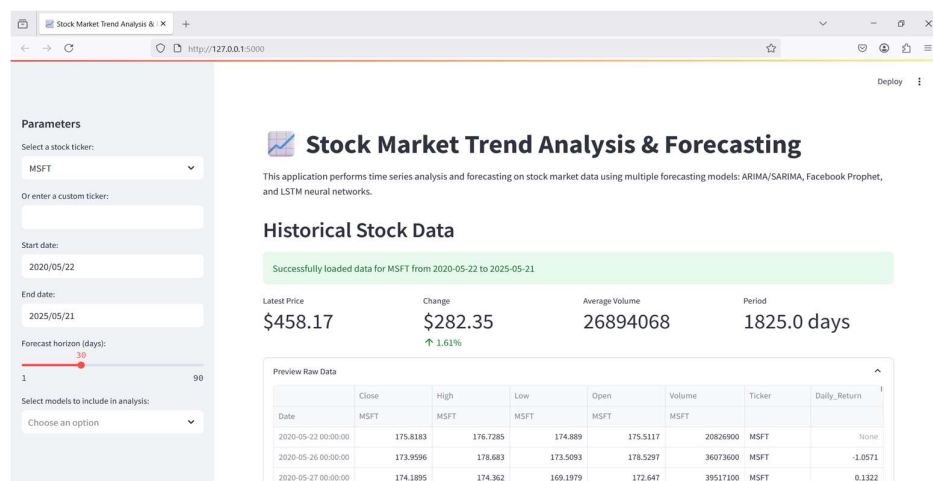 Stock Market Trend Analysis &
http://127.0.0.1:5000
Deploy
Parameters
Select a stock ticker:
MSFT
Or enter a custom ticker:
Start date:
2020/05/22
End date:
2025/05/21
Forecast horizon (days):
30
1 90
Select models to include in analysis:
Choose an option
Stock Market Trend Analysis & Forecasting
This application performs time series analysis and forecasting on stock market data using multiple forecasting models: ARIMA/SARIMA, Facebook Prophet,
and LSTM neural networks.
Historical Stock Data
Successfully loaded data for MSFT from 2020-05-22 to 2025-05-21
Latest Price Change Average Volume Period
$458.17 $282.35 26894068 1825.0 days
↑ 1.61%
Preview Raw Data
Close High Low Open Volume Ticker Daily_Return
Date MSFT MSFT MSFT MSFT MSFT
2020-05-22 00:00:00 175.8183 176.7285 174.889 175.5117 20826900 MSFT None
2020-05-26 00:00:00 173.9596 178.683 173.5093 178.5297 36073600 MSFT -1.0571
2020-05-27 00:00:00 174.1895 174.362 169.1979 172.647 39517100 MSFT 0.1322